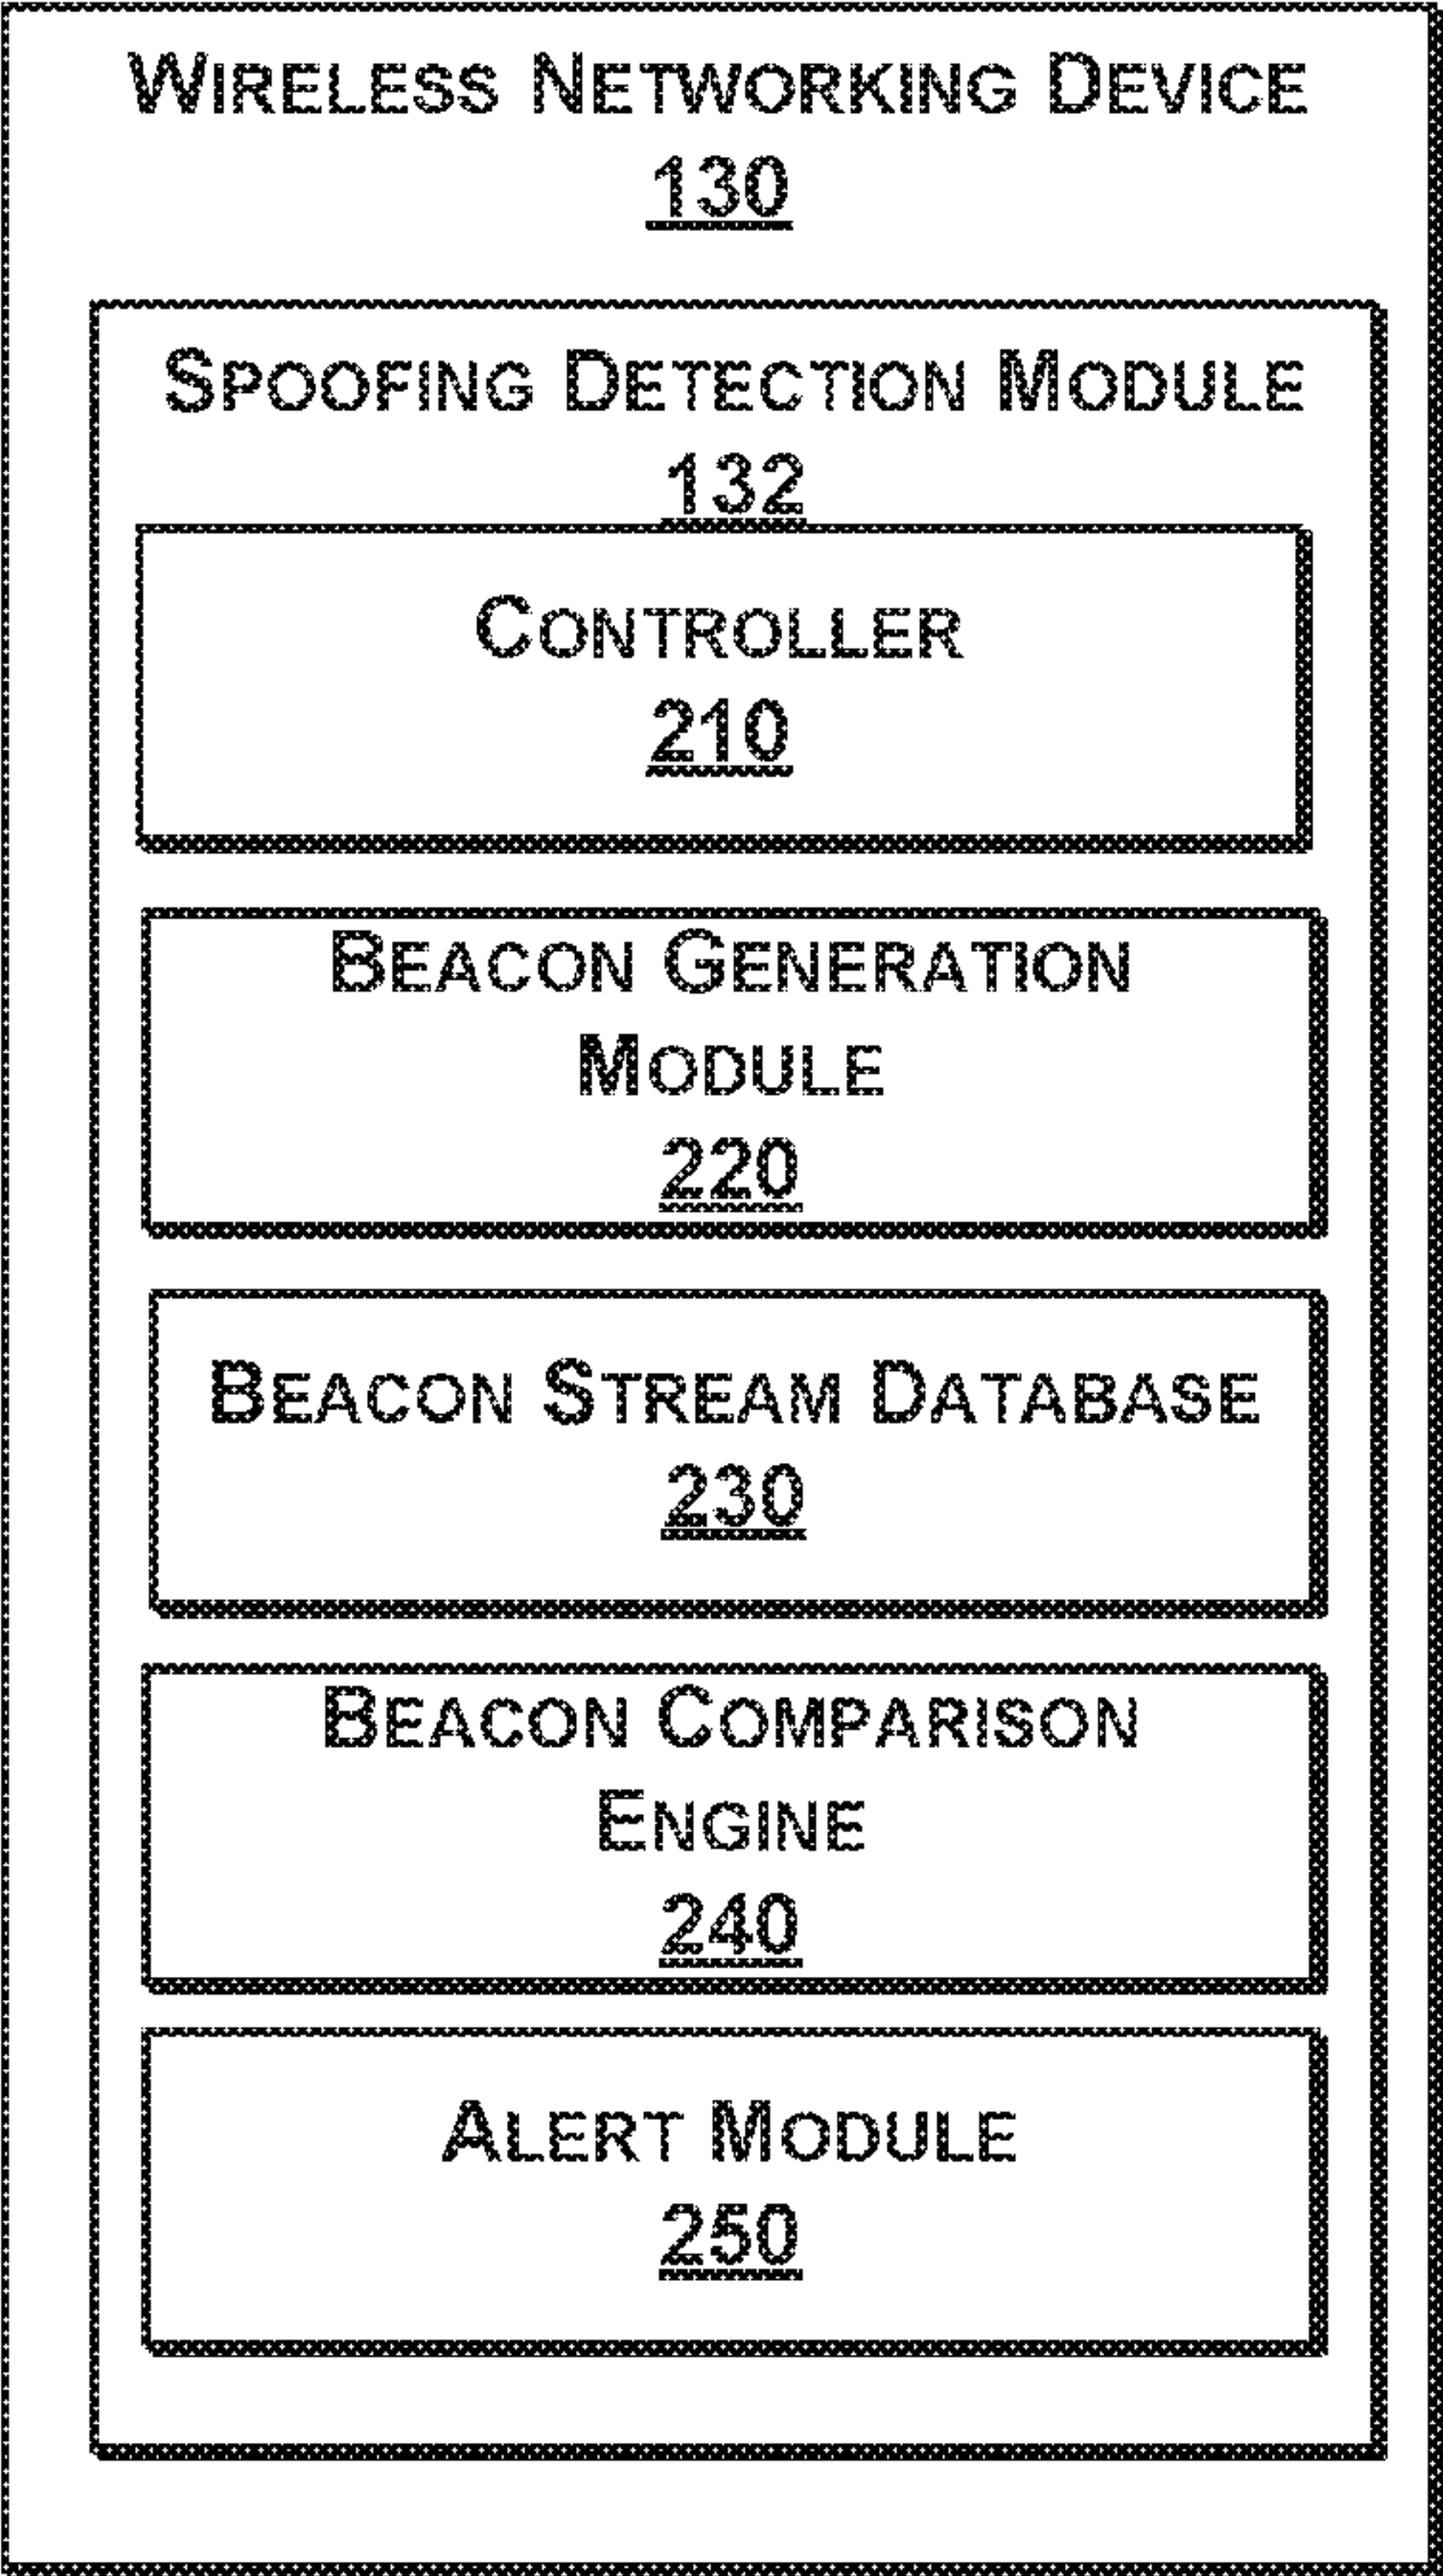 WIRELESS NETWORKING DEVICE
130
SPOOFING DETECTION MODULE
132
CONTROLLER
210
BEACON GENERATION
MODULE
220
BEACON STREAM DATABASE
230
BEACON COMPARISON
ENGINE
240
ALERT MODULE
250